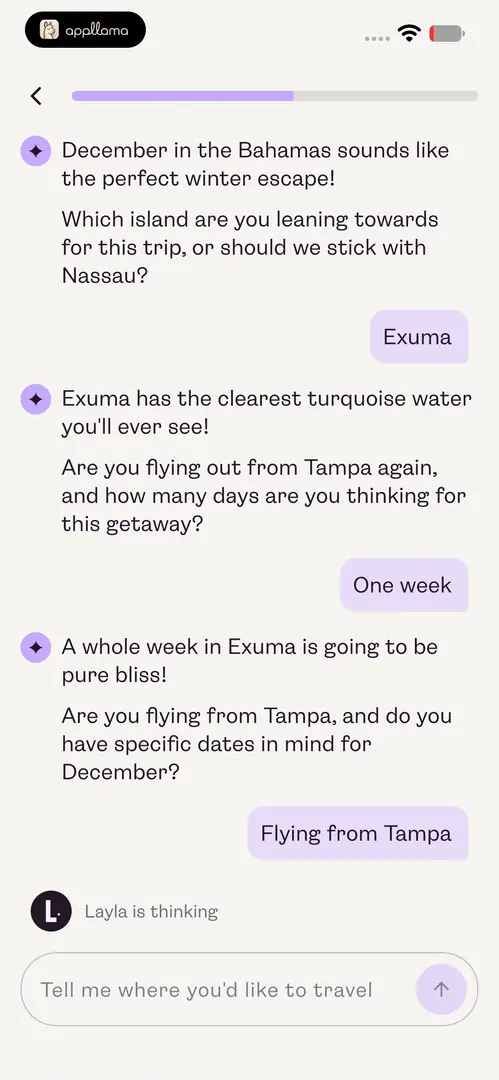 appllama
December in the Bahamas sounds like
the perfect winter escape!
Which island are you leaning towards
for this trip, or should we stick with
Nassau?
Exuma
Exuma has the clearest turquoise water
you'll ever see!
Are you flying out from Tampa again,
and how many days are you thinking for
this getaway?
One week
A whole week in Exuma is going to be
pure bliss!
Are you flying from Tampa, and do you
have specific dates in mind for
December?
Flying from Tampa
L.
Layla is thinking
Tell me where you'd like to travel